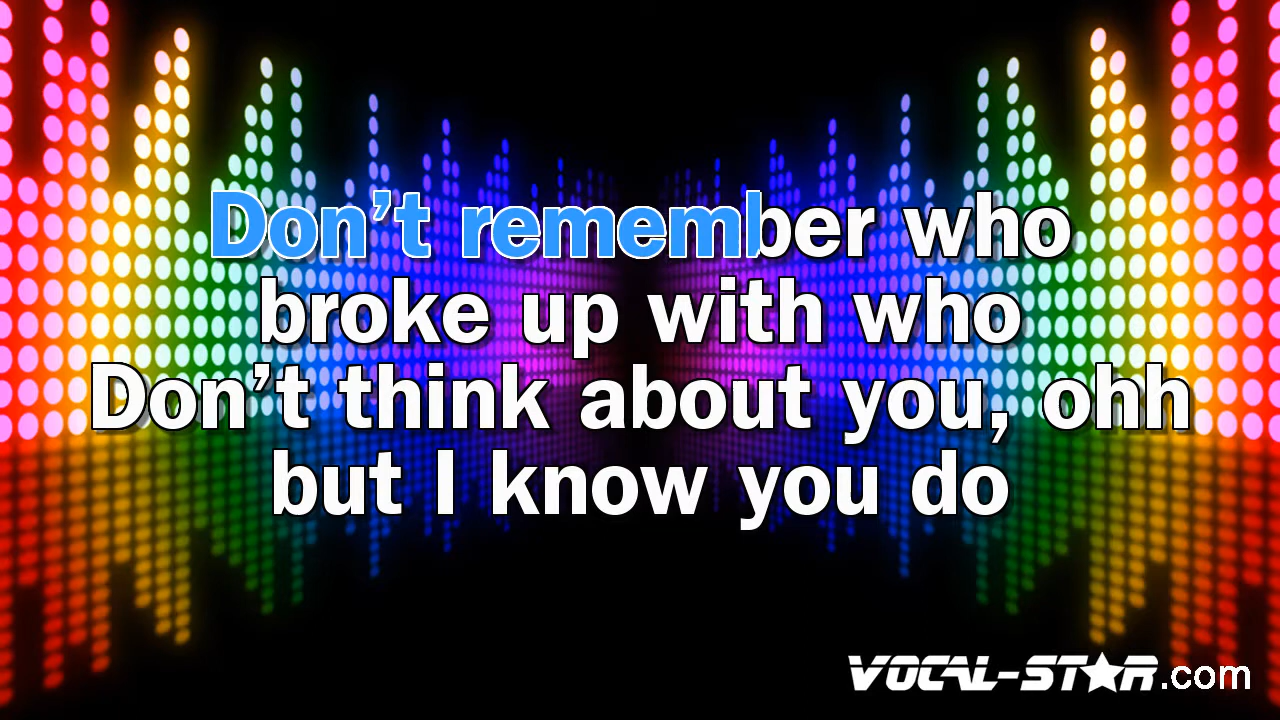 Don't remember who
broke up with who
Don't think about you, ohh
but I know you do
VOCAL-STAR.com